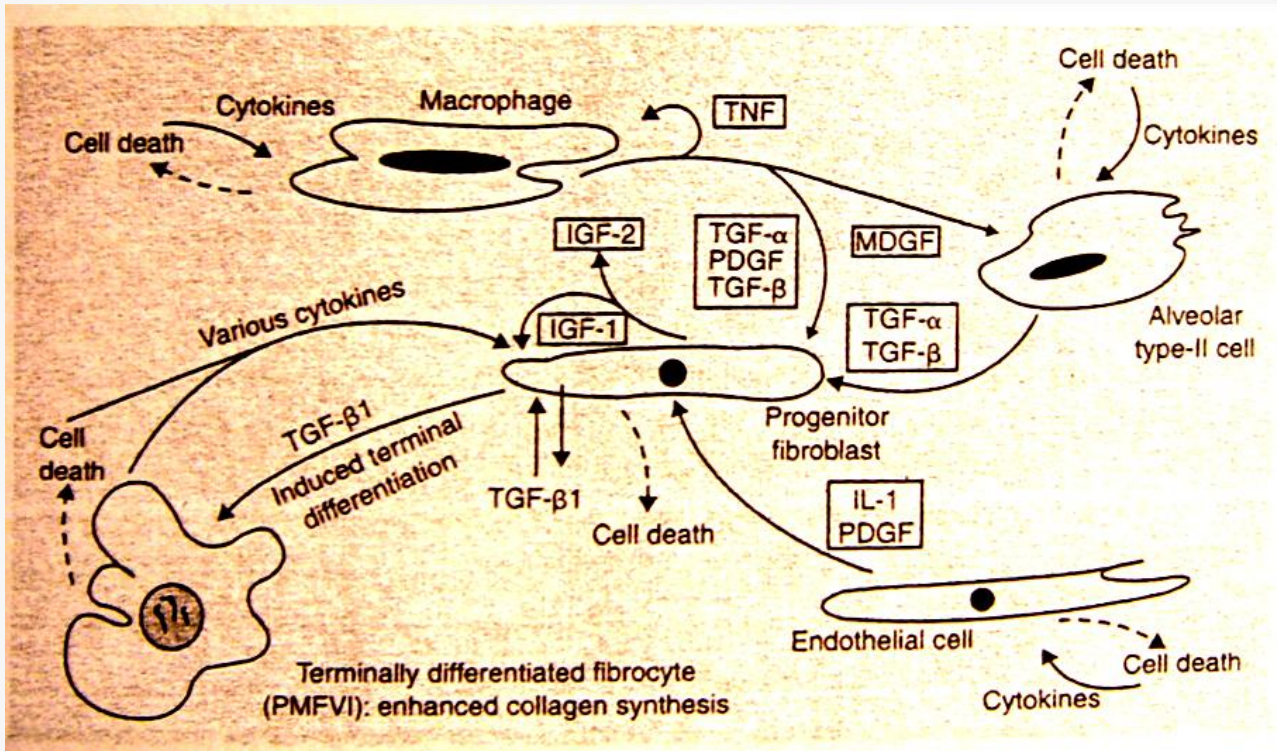 Cell death
Cytokines
Macrophage
TNF
Cytokines
Cell death
IGF-2
TGF-α
PDGF
TGF-β
MDGF
Various cytokines
IGF-1
TGF-α
TGF-β
Alveolar
type-II cell
TGF-β1
Induced terminal
differentiation
Progenitor
fibroblast
Cell
death
TGF-β1
Cell death
IL-1
PDGF
Endothelial cell
Cell death
Cytokines
Terminally differentiated fibrocyte
(PMFVI): enhanced collagen synthesis